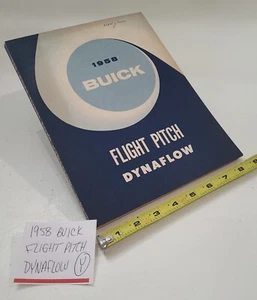 1958
BUICK
FLIGHT PITCH
DYNAFLOW
1958 BUICK
FLIGHT PITCH
DYNAFLOW Y
1 2 3 4 5 6 7 8